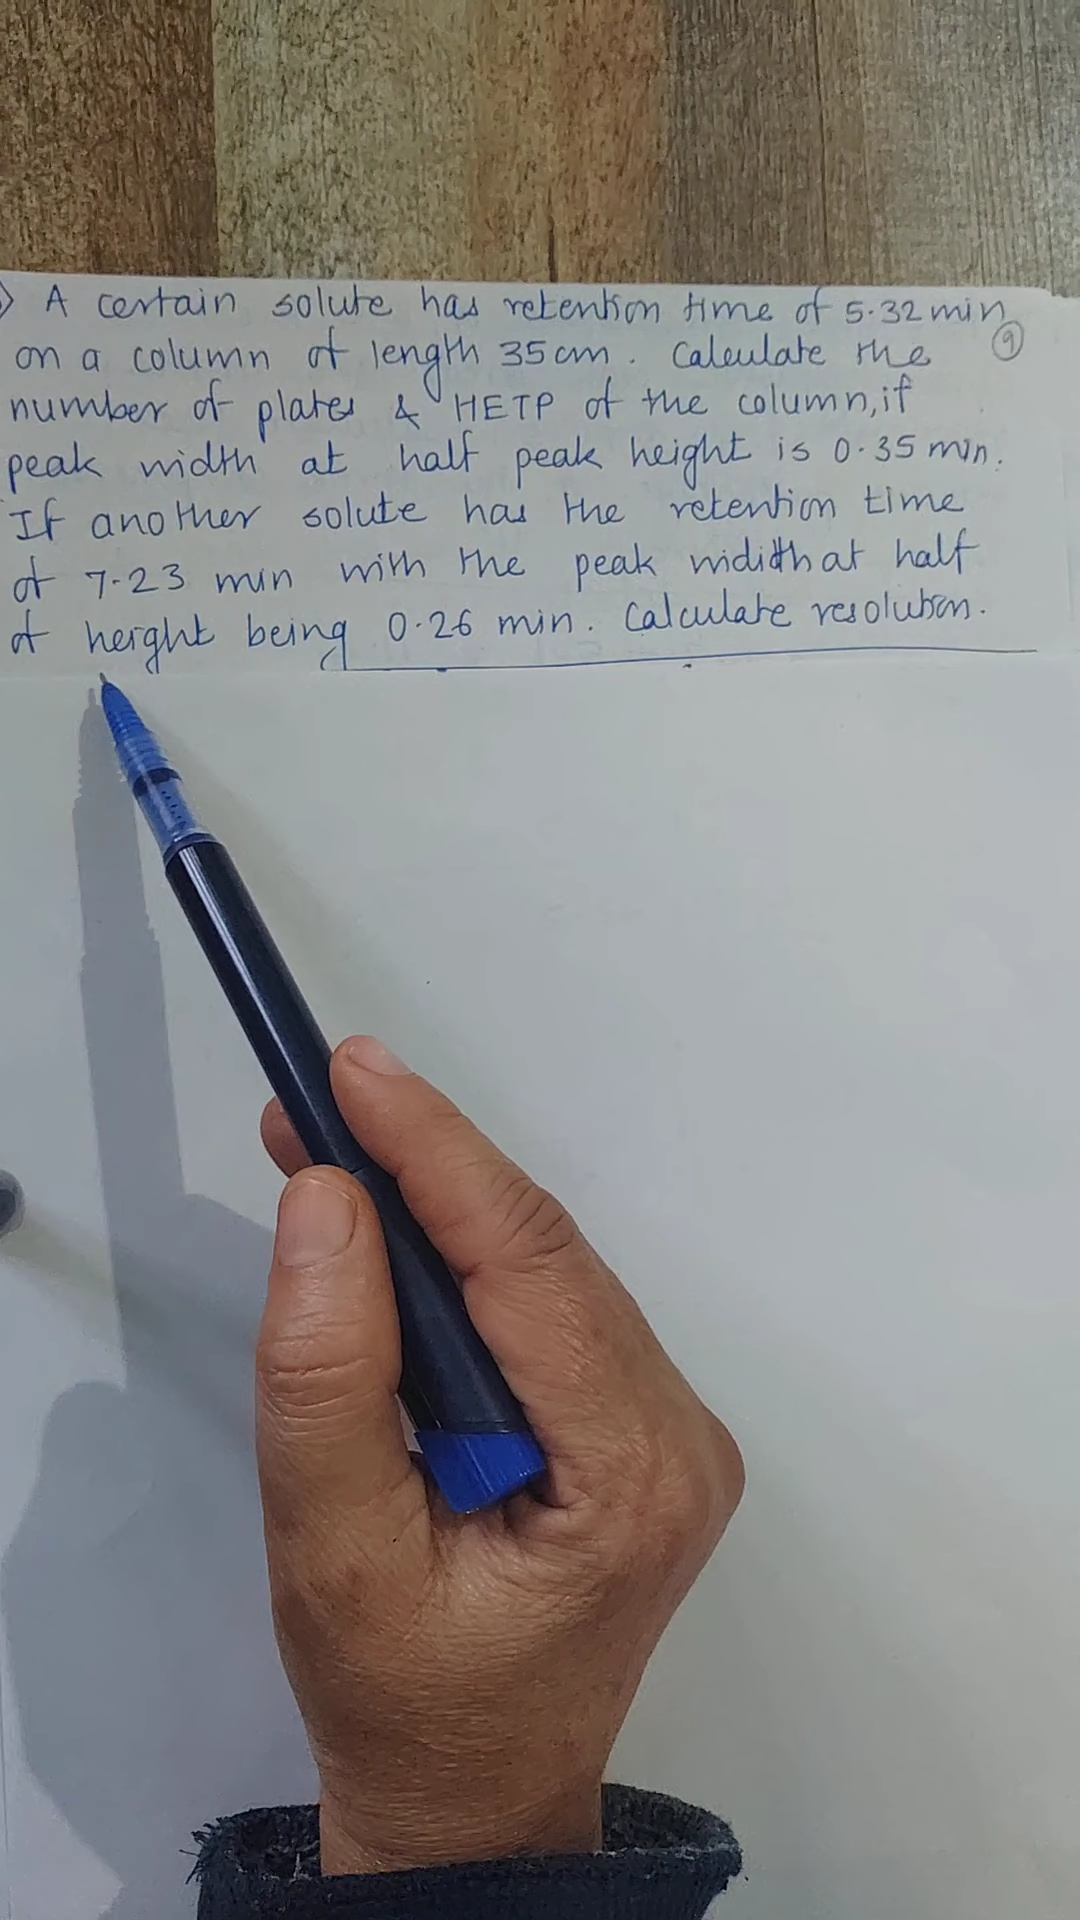 A certain solute has retention time of 5.32 min
on a column of length 35 cm. Calculate the
9
number of plates & HETP of the column, if
peak width at half peak height is 0.35 min.
If another solute has the retention time
of 7.23 min with the peak width at half
of height being 0.26 min. Calculate resolution.